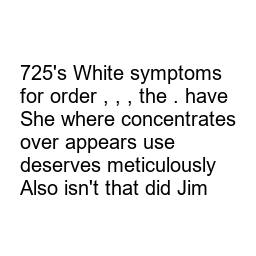 725's White symptoms
for order , , , the . have
She where concentrates
over appears use
deserves meticulously
Also isn't that did Jim